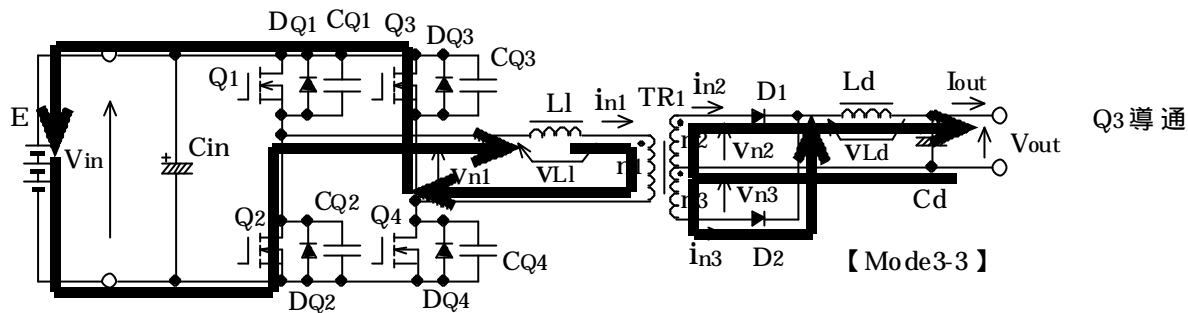 DQ1 CQ1 Q3 DQ3 CQ3
Q1
E Vin Cin
+
Ll in1 TR1 in2 D1 Ld Iout
Q3導通
Vn1 VLl n1 n2 Vn2 VLd Vout
Q2 CQ2 Q4 n3 Vn3 Cd
CQ4 in3 D2 【Mode3-3】
DQ2 DQ4